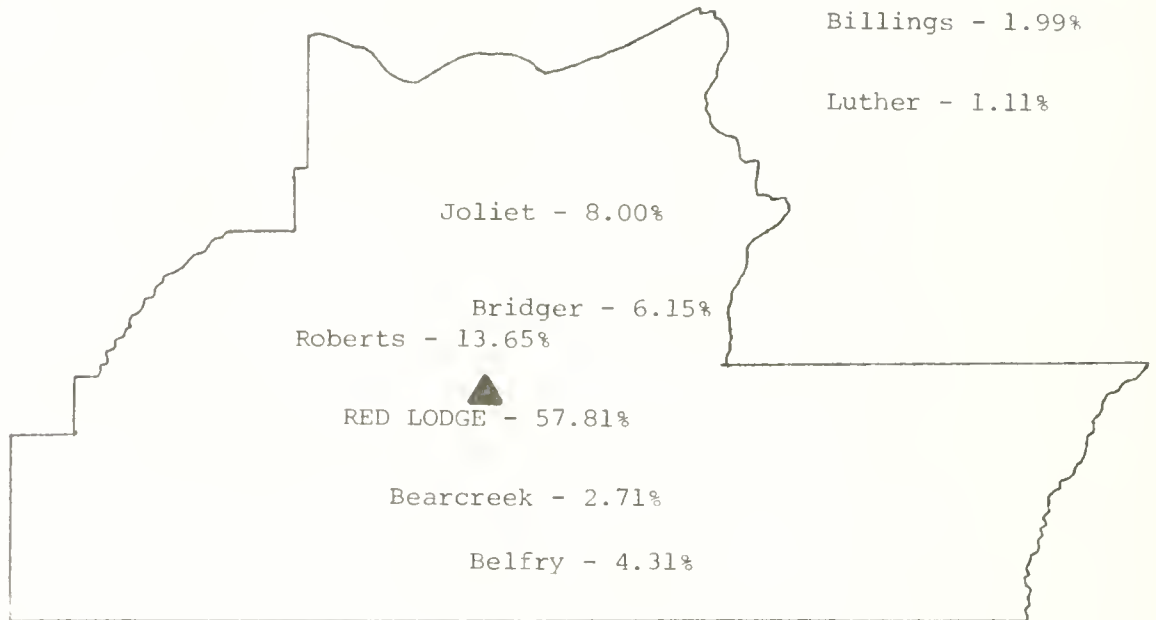 Billings - 1.99%
Luther - 1.11%
Joliet - 8.00%
Bridger - 6.15%
Roberts - 13.65%
RED LODGE - 57.81%
Bearcreek - 2.71%
Belfry - 4.31%